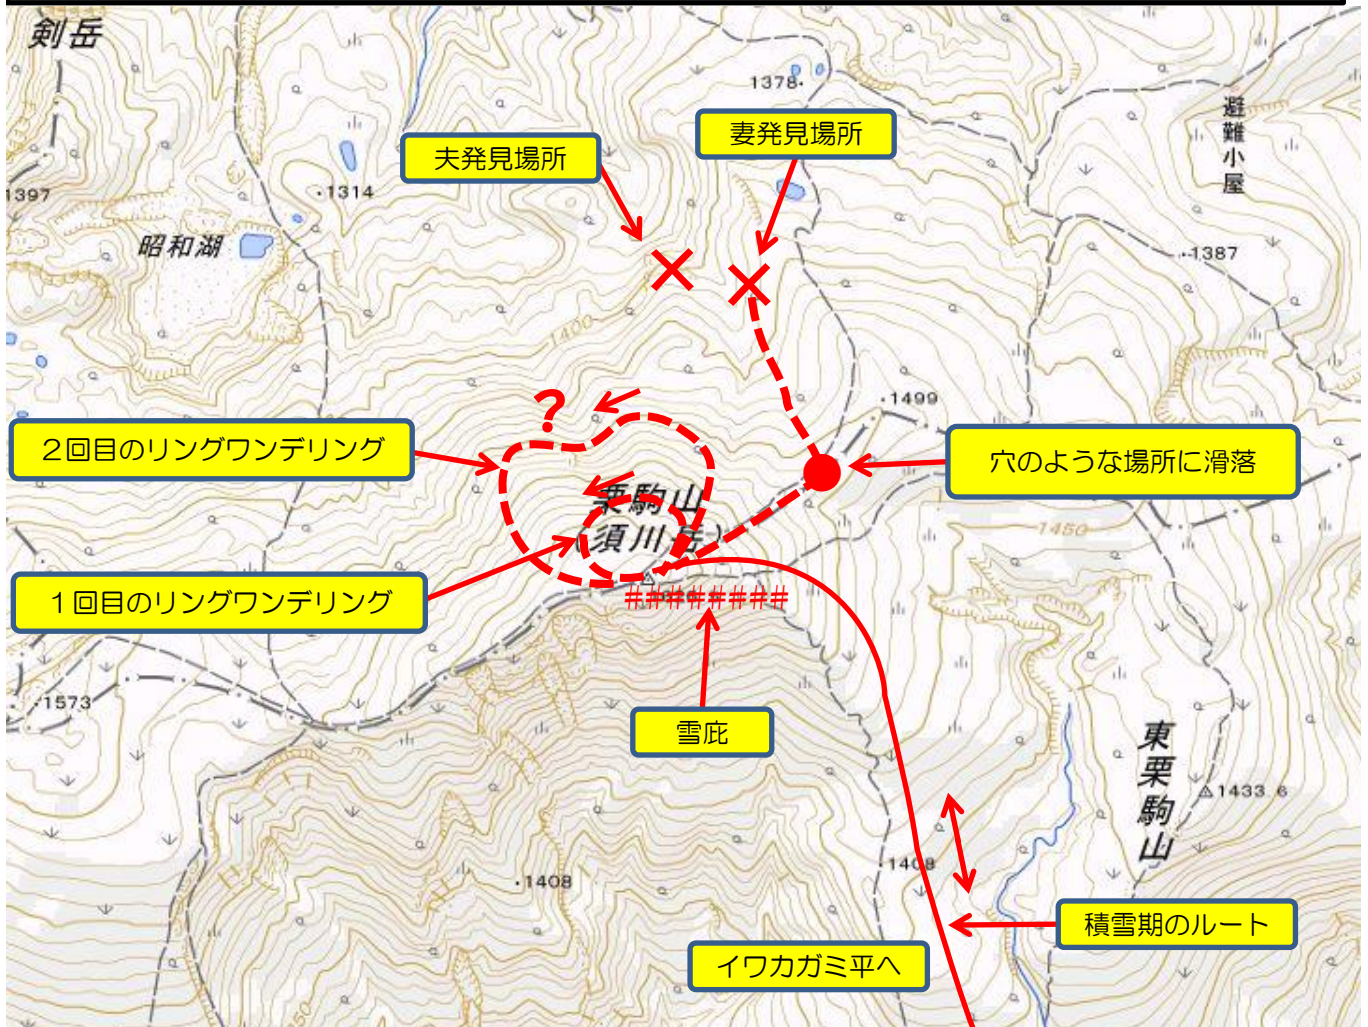 剣岳
1378
避難小屋
妻発見場所
夫発見場所
1397
1314
昭和湖
1387
1400
?
1499
2回目のリングワンデリング
穴のような場所に滑落
栗駒山
(須川岳)
1450
1回目のリングワンデリング
########
雪庇
1573
東栗駒山
1433 6
1408
1408
積雪期のルート
イワカガミ平へ